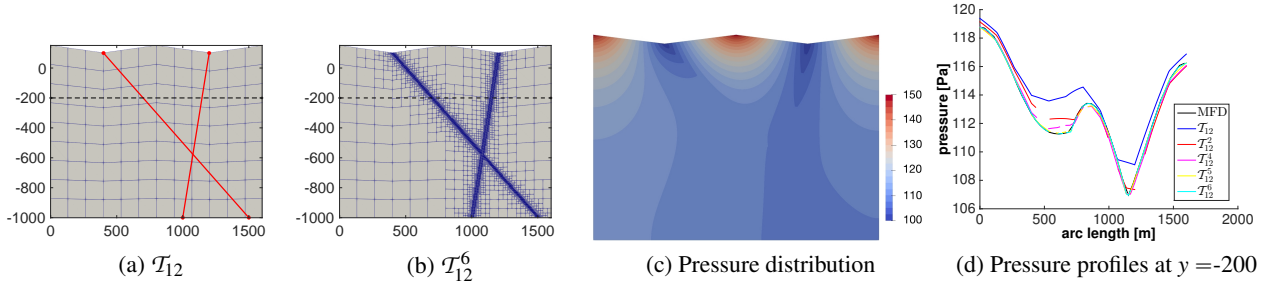 0
-200
-400
-600
-800
-1000
0 500 1000 1500
(a) 𝒯12
0
-200
-400
-600
-800
-1000
0 500 1000 1500
(b) 𝒯12^6
150
140
130
120
110
100
(c) Pressure distribution
120
118
116
114
112
110
108
106
pressure [Pa]
0 500 1000 1500 2000
arc length [m]
MFD
𝒯12
𝒯12^2
𝒯12^4
𝒯12^5
𝒯12^6
(d) Pressure profiles at y =-200